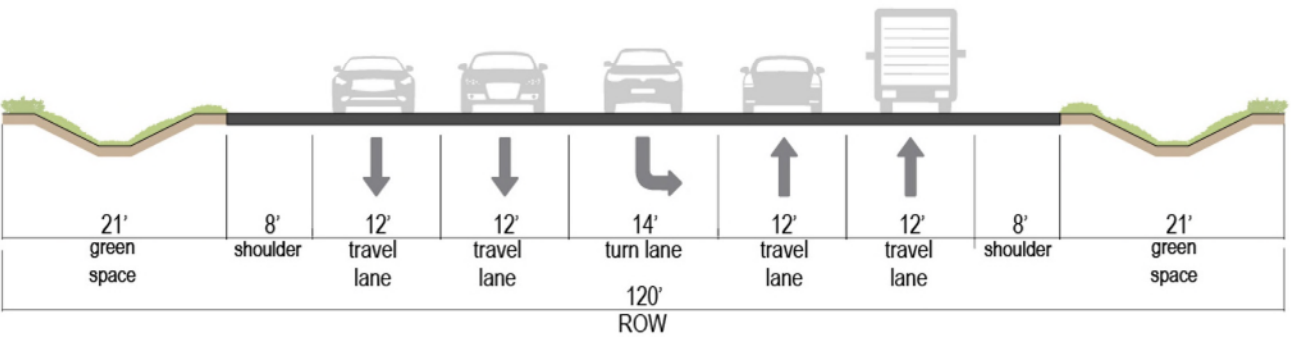 21' 8' 12' 12' 14' 12' 12' 8' 21'
green shoulder travel travel turn lane travel travel shoulder green
space lane lane lane lane space
120'
ROW